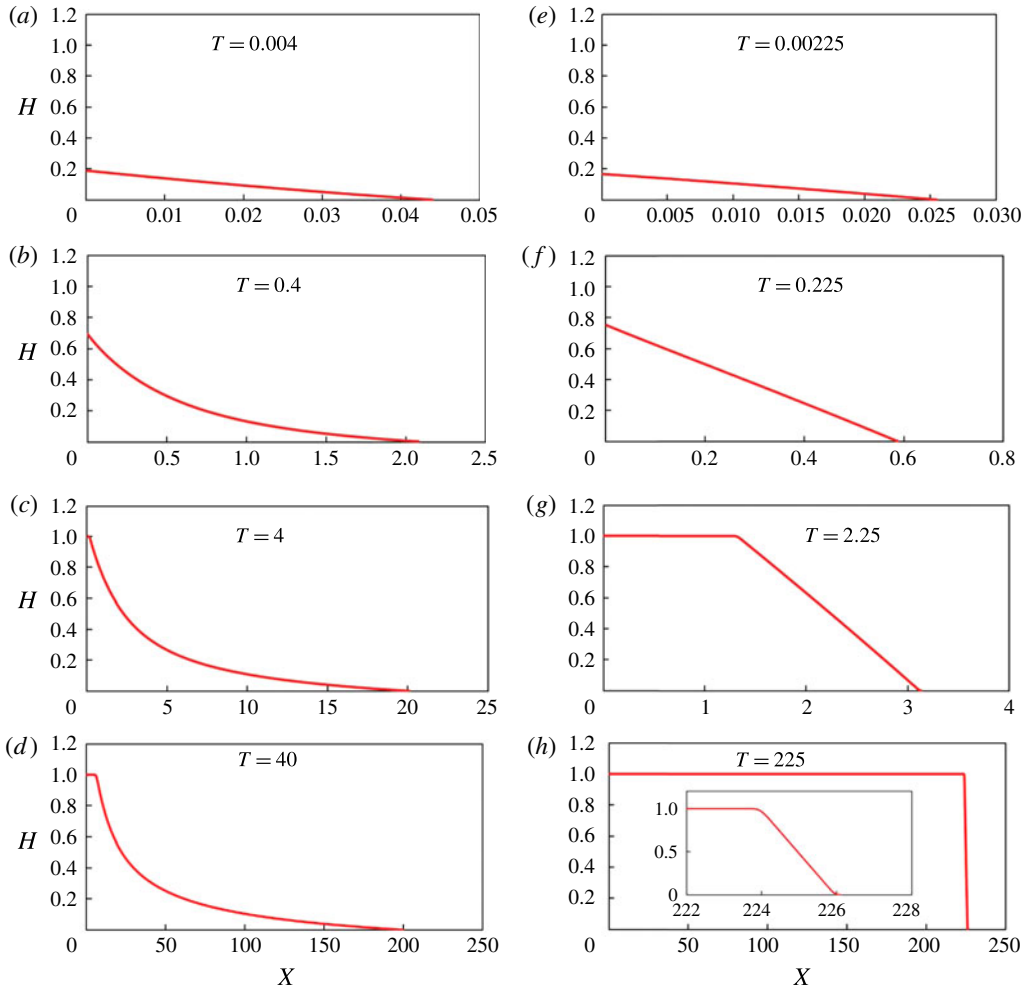 (a) 1.2 1.0 0.8 0.6 0.4 0.2 0
H
T = 0.004
0.01 0.02 0.03 0.04 0.05
(e) 1.2 1.0 0.8 0.6 0.4 0.2 0
T = 0.00225
0.005 0.010 0.015 0.020 0.025 0.030
(b) 1.2 1.0 0.8 0.6 0.4 0.2 0
H
T = 0.4
0.5 1.0 1.5 2.0 2.5
(f) 1.2 1.0 0.8 0.6 0.4 0.2 0
T = 0.225
0.2 0.4 0.6 0.8
(c) 1.2 1.0 0.8 0.6 0.4 0.2 0
H
T = 4
5 10 15 20 25
(g) 1.2 1.0 0.8 0.6 0.4 0.2 0
T = 2.25
1 2 3 4
(d) 1.2 1.0 0.8 0.6 0.4 0.2 0
H
T = 40
50 100 150 200 250
X
(h) 1.2 1.0 0.8 0.6 0.4 0.2 0
T = 225
1.0 0.5 0
222 224 226 228
50 100 150 200 250
X